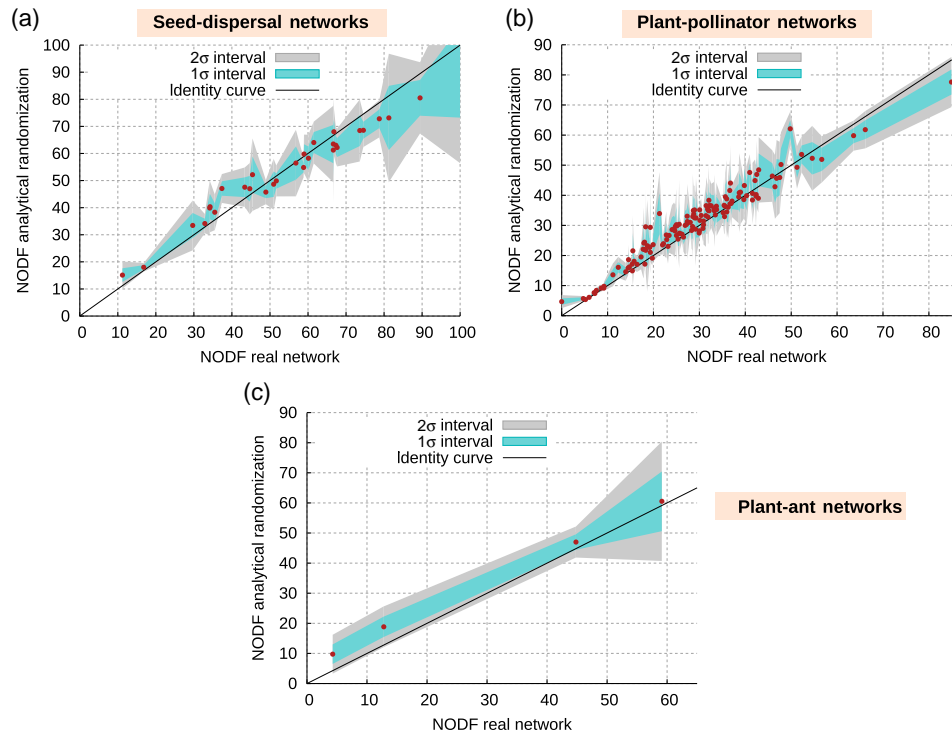 (a)
Seed-dispersal networks
NODF analytical randomization
100
90
80
70
60
50
40
30
20
10
0
2σ interval
1σ interval
Identity curve
0 10 20 30 40 50 60 70 80 90 100
NODF real network
(b)
Plant-pollinator networks
NODF analytical randomization
90
80
70
60
50
40
30
20
10
0
2σ interval
1σ interval
Identity curve
0 10 20 30 40 50 60 70 80
NODF real network
(c)
NODF analytical randomization
90
80
70
60
50
40
30
20
10
0
2σ interval
1σ interval
Identity curve
0 10 20 30 40 50 60
NODF real network
Plant-ant networks